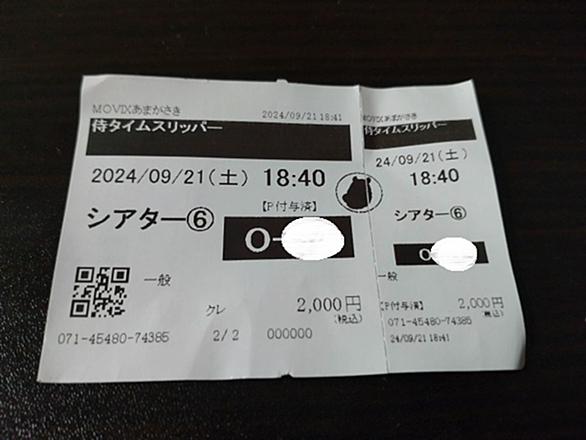 MOVIXあまがさき 2024/09/21 18:41
侍タイムスリッパー
2024/09/21(土) 18:40
【P付与済】
シアター⑥
O-
一般
クレ 2,000円
(税込)
071-45480-74385 2/2 000000
MOVIXあまがさき
侍タイムスリッパー
24/09/21(土)
18:40
シアター⑥
O-
一般
【P付与済】 2,000円
(税込)
071-45480-74385
24/09/21 18:41